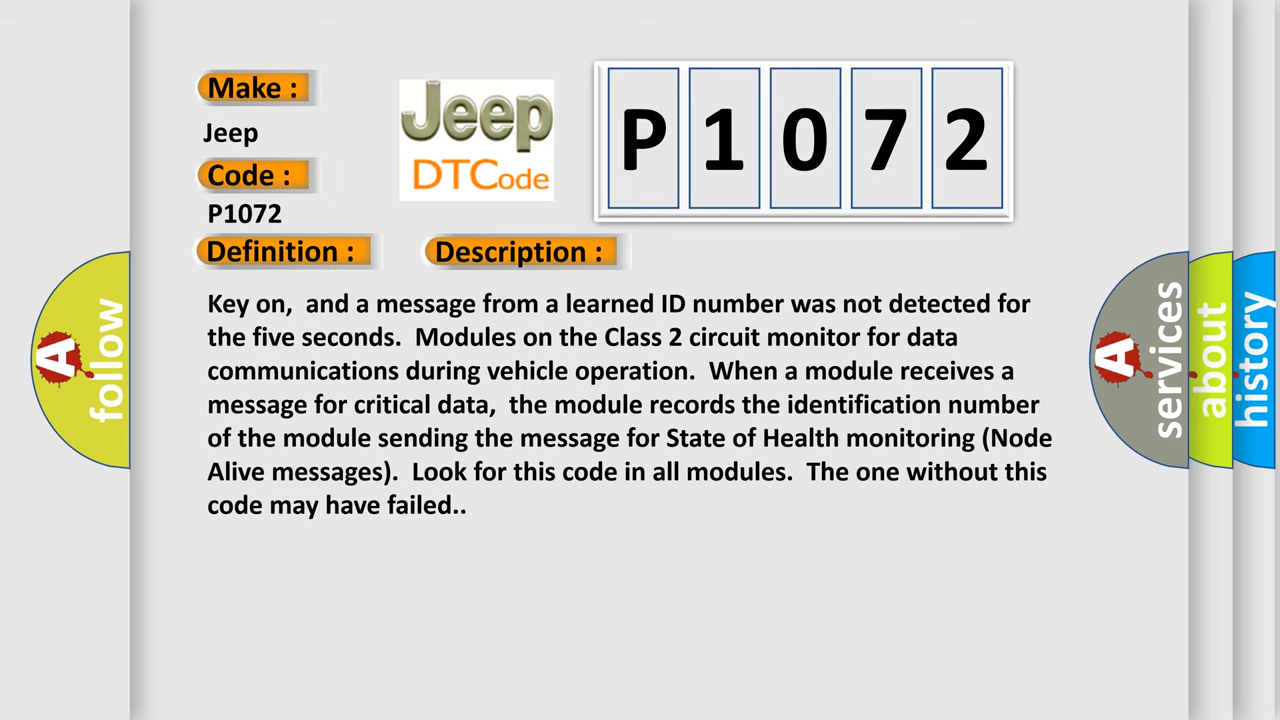 Make :
Jeep
Code :
P1072
Definition :
Description :
Jeep
DTCode
P1072
Key on,  and a message from a learned ID number was not detected for
the five seconds  Modules on the Class 2 circuit monitor for data
communications during vehicle operation  When a module receives a
message for critical data,  the module records the identification number
of the module sending the message for State of Health monitoring (Node
Alive messages)  Look for this code in all modules  The one without this
code may have failed..
A follow
A services
about
history